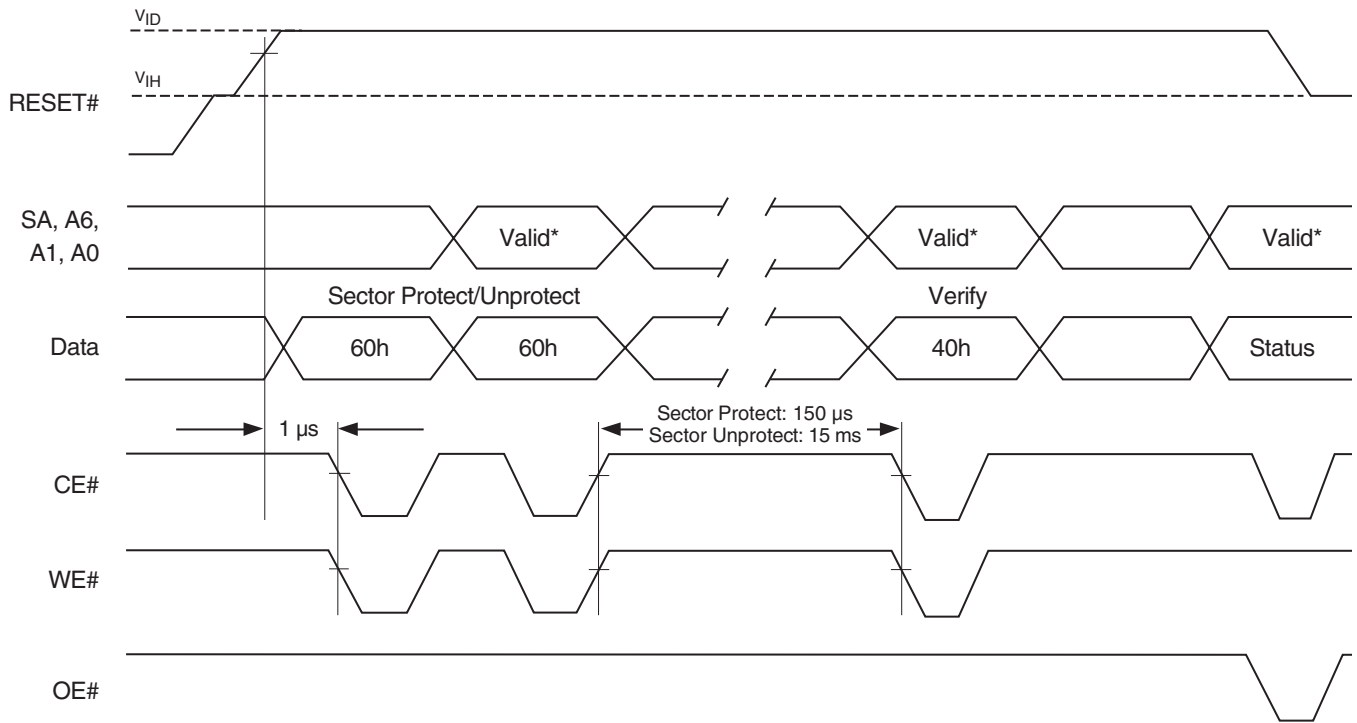 VID
VIH
RESET#
SA, A6,
A1, A0
Valid*
Valid*
Valid*
Sector Protect/Unprotect
Verify
Data
60h
60h
40h
Status
1 µs
Sector Protect: 150 µs
Sector Unprotect: 15 ms
CE#
WE#
OE#